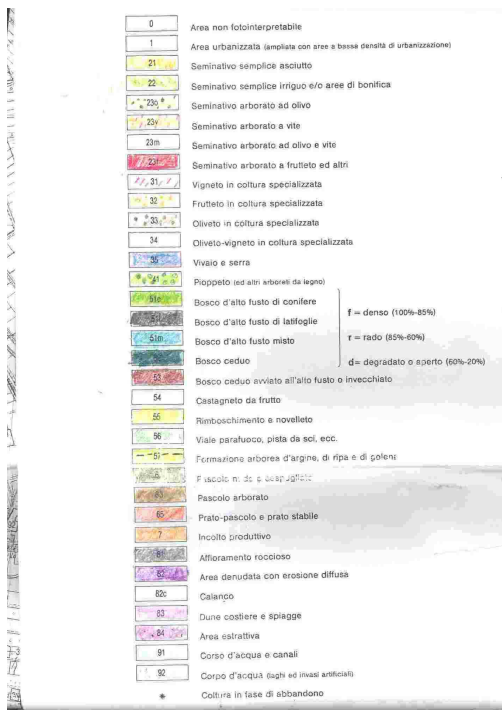 0 Area non fotointerpretabile
1 Area urbanizzata (ampliata con aree a bassa densità di urbanizzazione)
21 Seminativo semplice asciutto
22 Seminativo semplice irriguo e/o aree di bonifica
23o Seminativo arborato ad olivo
23v Seminativo arborato a vite
23m Seminativo arborato ad olivo e vite
23f Seminativo arborato a frutteto ed altri
31 Vigneto in coltura specializzata
32 Frutteto in coltura specializzata
33 Oliveto in coltura specializzata
34 Oliveto-vigneto in coltura specializzata
35 Vivaio e serra
41 Pioppeto (ed altri arboreti da legno)
51c Bosco d'alto fusto di conifere
f = denso (100%-85%)
51l Bosco d'alto fusto di latifoglie
51m Bosco d'alto fusto misto
r = rado (85%-60%)
Bosco ceduo
d= degradato o aperto (60%-20%)
53 Bosco ceduo avviato all'alto fusto o invecchiato
54 Castagneto da frutto
55 Rimboschimento e novelleto
56 Viale parafuoco, pista da sci, ecc.
57 Formazione arborea d'argine, di ripa e di golena
Pascolo
63 Pascolo arborato
65 Prato-pascolo e prato stabile
7 Incolto produttivo
81 Affioramento roccioso
82 Area denudata con erosione diffusa
82c Calanco
83 Dune costiere e spiagge
84 Area estrattiva
91 Corso d'acqua e canali
92 Corpo d'acqua (laghi ed invasi artificiali)
* Coltura in fase di abbandono